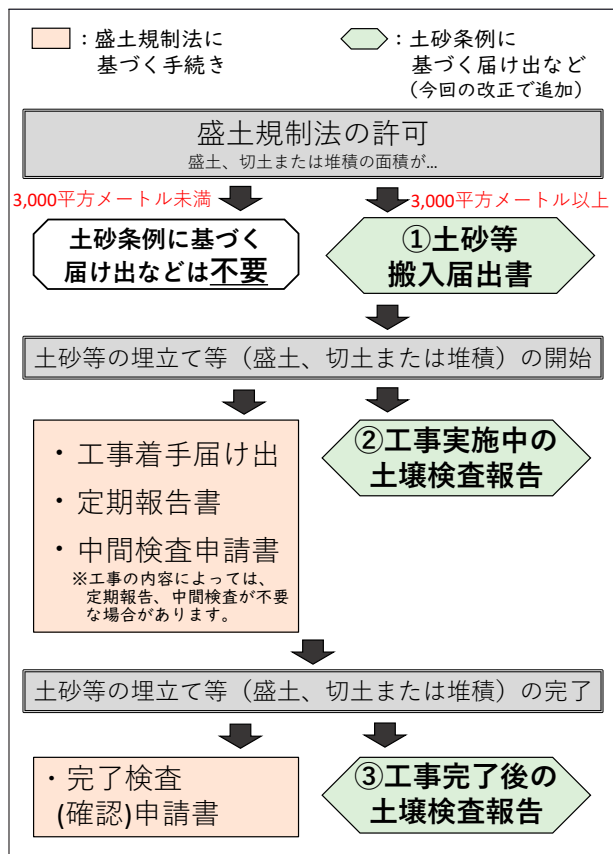 ：盛土規制法に
基づく手続き
：土砂条例に
基づく届け出など
（今回の改正で追加）
盛土規制法の許可
盛土、切土または堆積の面積が…
3,000平方メートル未満
3,000平方メートル以上
土砂条例に基づく
届け出などは不要
①土砂等
搬入届出書
土砂等の埋立て等（盛土、切土または堆積）の開始
・工事着手届け出
・定期報告書
・中間検査申請書
※工事の内容によっては、
定期報告、中間検査が不要
な場合があります。
②工事実施中の
土壌検査報告
土砂等の埋立て等（盛土、切土または堆積）の完了
・完了検査
(確認)申請書
③工事完了後の
土壌検査報告